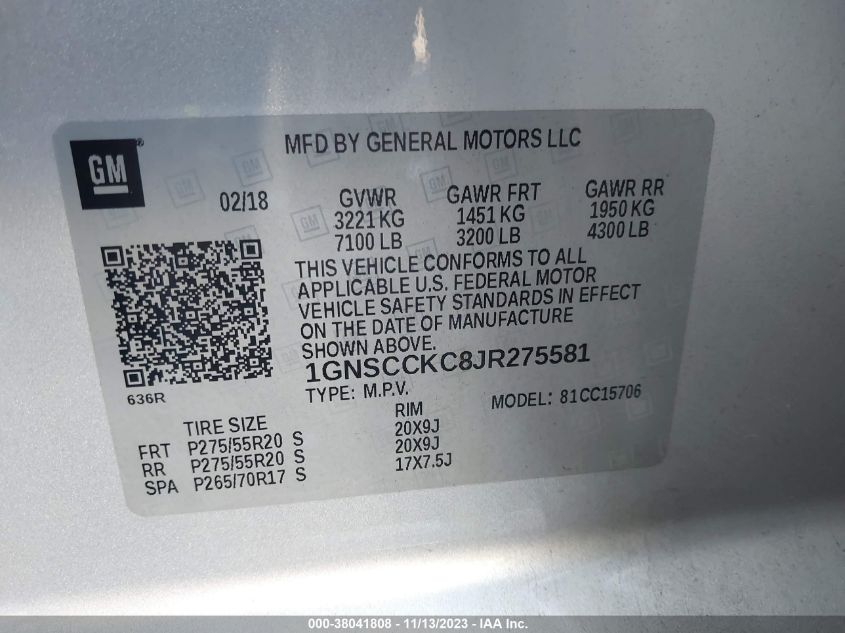 MFD BY GENERAL MOTORS LLC
GM
02/18
GVWR GAWR FRT GAWR RR
3221 KG 1451 KG 1950 KG
7100 LB 3200 LB 4300 LB
THIS VEHICLE CONFORMS TO ALL
APPLICABLE U.S. FEDERAL MOTOR
VEHICLE SAFETY STANDARDS IN EFFECT
ON THE DATE OF MANUFACTURE
SHOWN ABOVE.
1GNSCCKC8JR275581
TYPE: M.P.V. MODEL: 81CC15706
636R
TIRE SIZE RIM
FRT P275/55R20 S 20X9J
RR P275/55R20 S 20X9J
SPA P265/70R17 S 17X7.5J
000-38041808 - 11/13/2023 - IAA Inc.